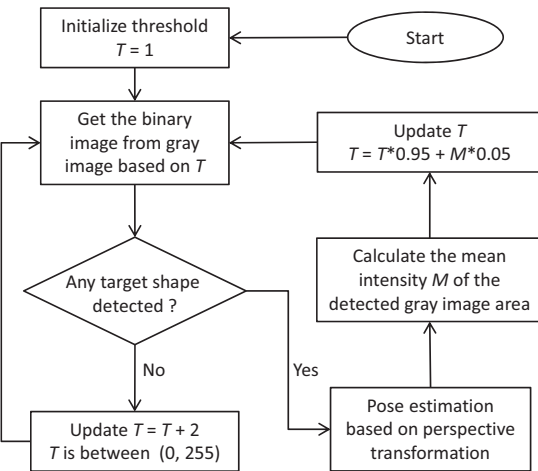 Start
Initialize threshold
T = 1
Get the binary
image from gray
image based on T
Any target shape
detected ?
No
Update T = T + 2
T is between (0, 255)
Yes
Pose estimation
based on perspective
transformation
Calculate the mean
intensity M of the
detected gray image area
Update T
T = T*0.95 + M*0.05